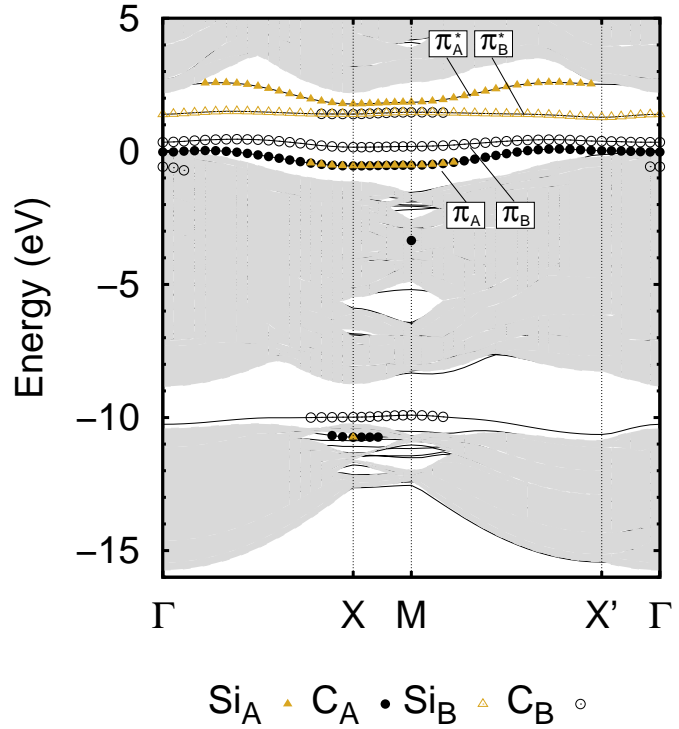 5
π*A π*B
0
πA πB
−5
−10
−15
Energy (eV)
Γ X M X’ Γ
SiA ▲ CA ● SiB △ CB ⊙